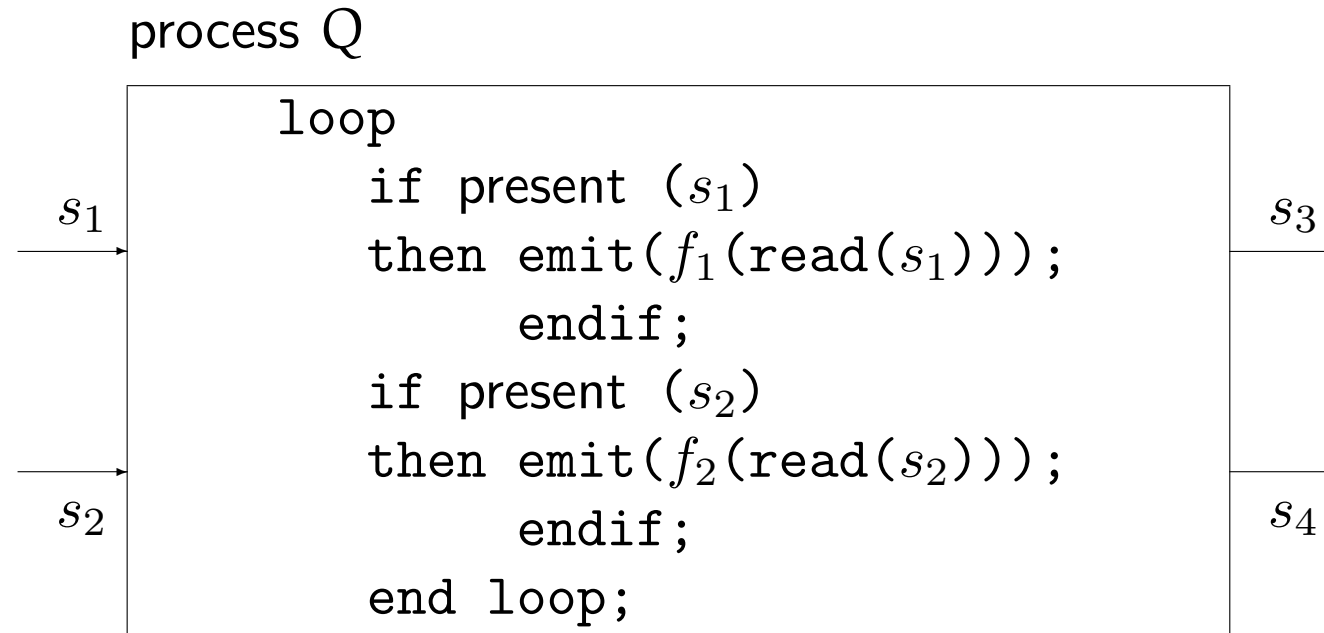 process Q
loop
if present (s₁)
s₁
s₃
then emit(f₁(read(s₁)));
endif;
if present (s₂)
then emit(f₂(read(s₂)));
s₂
s₄
endif;
end loop;